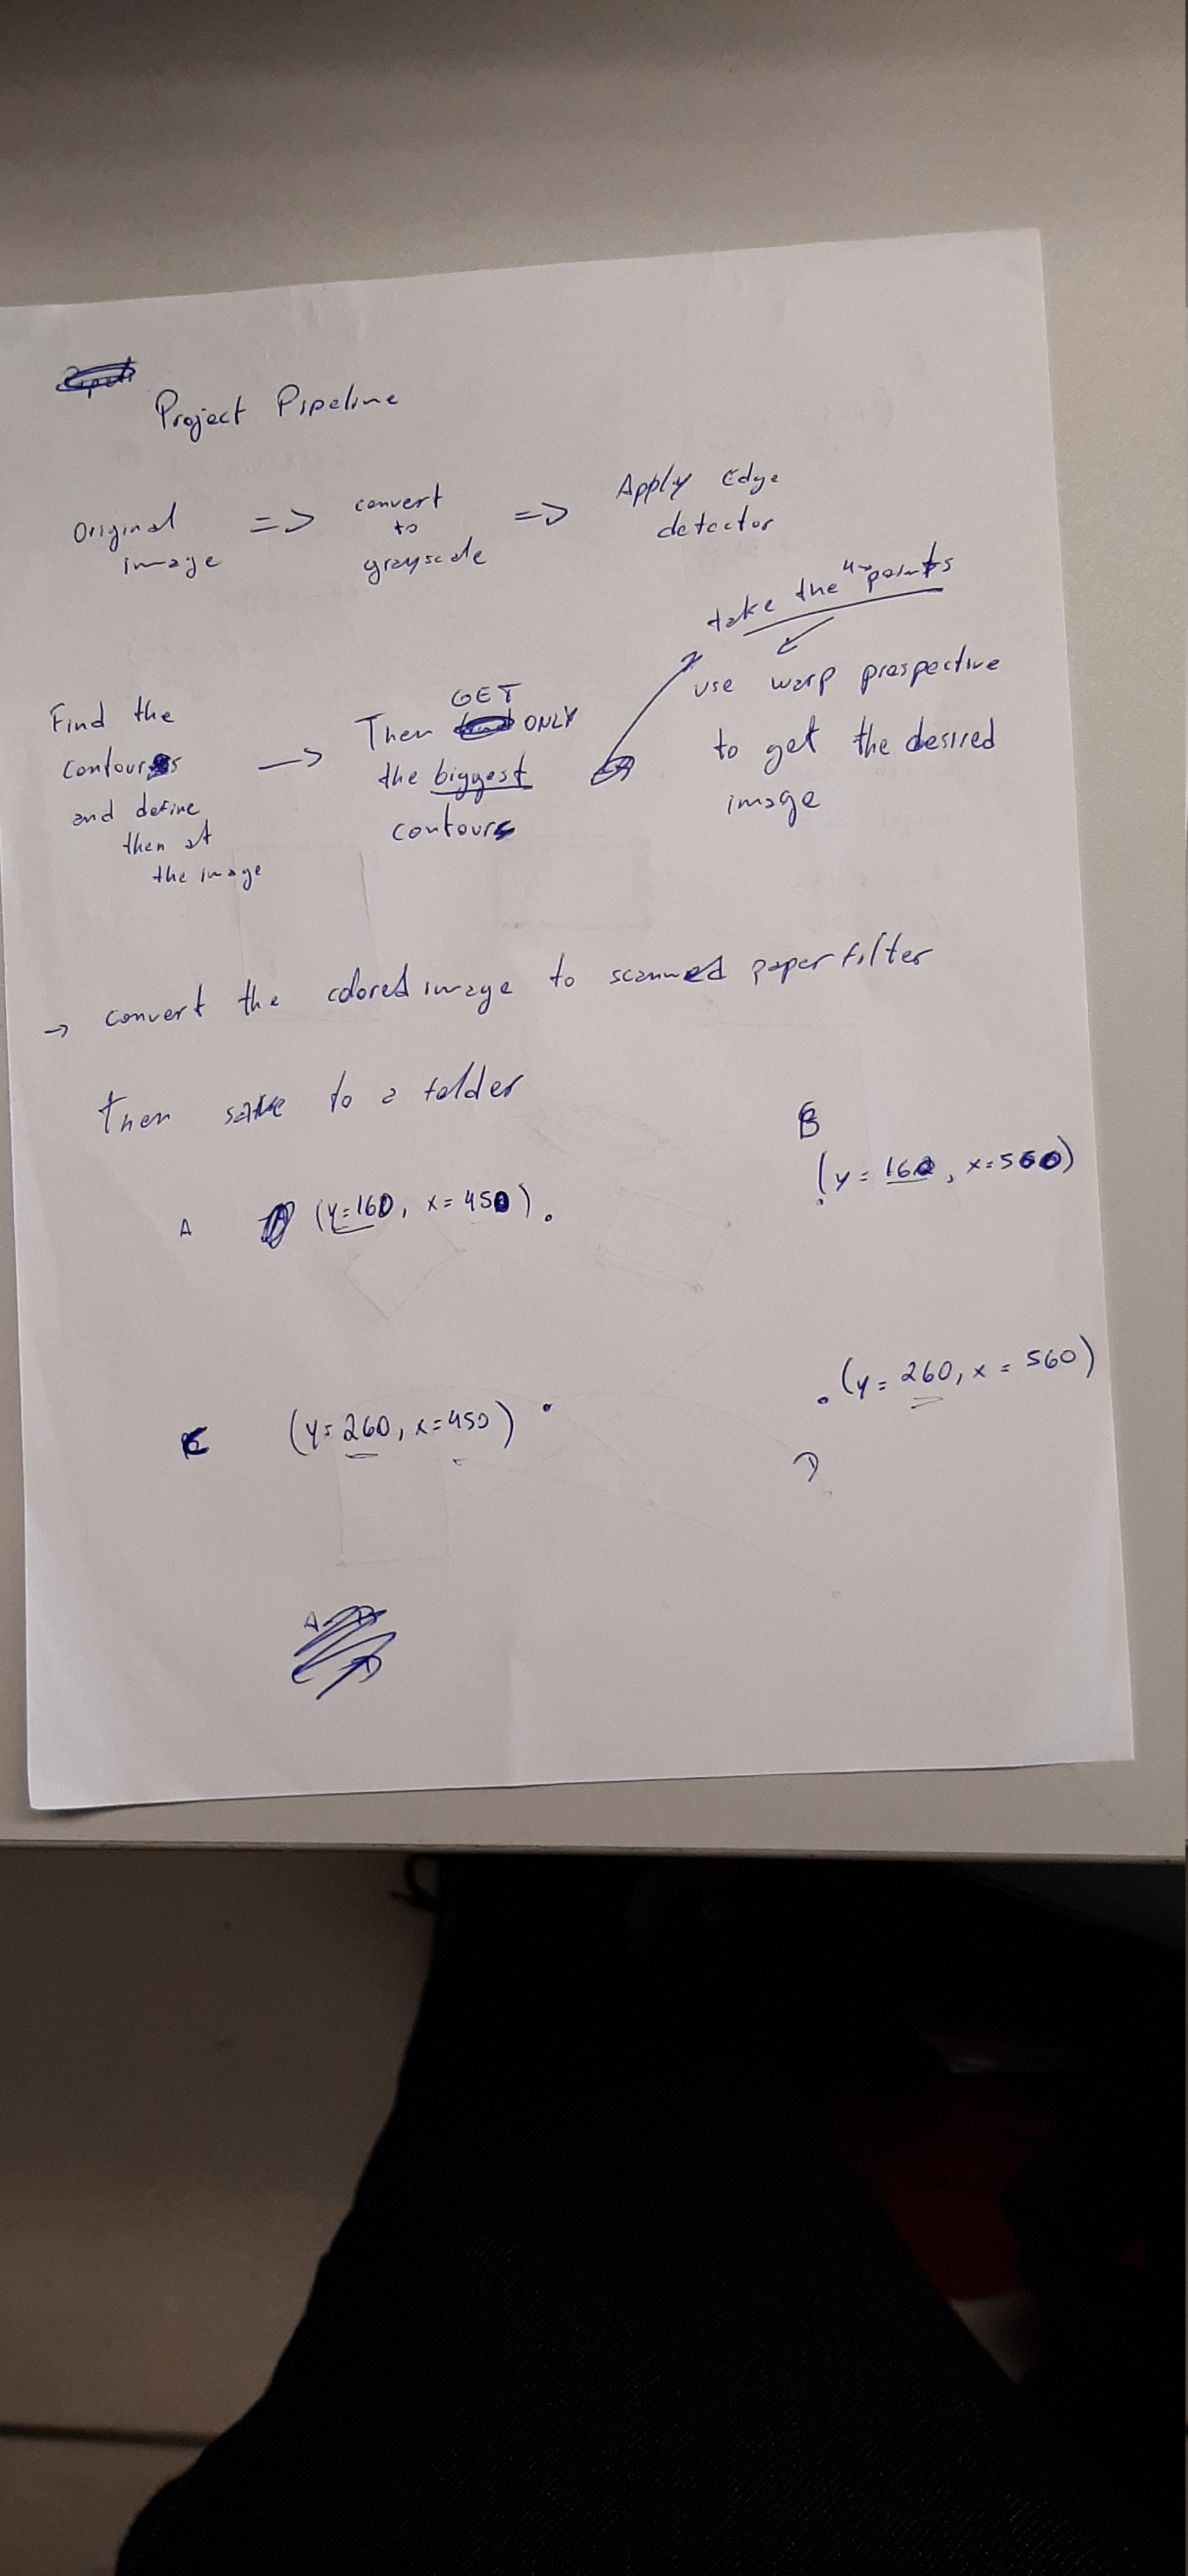 Project Pipeline
Original image => convert to grayscale => Apply Edge detector
take the 4 points
Find the contours and define then at the image -> Then GET ONLY the biggest contours
use warp prospective to get the desired image
-> convert the colored image to scanned paper filter
then save to a folder
A (y=160, x=450)
B (y=160, x=560)
C (y=260, x=450)
D (y=260, x=560)